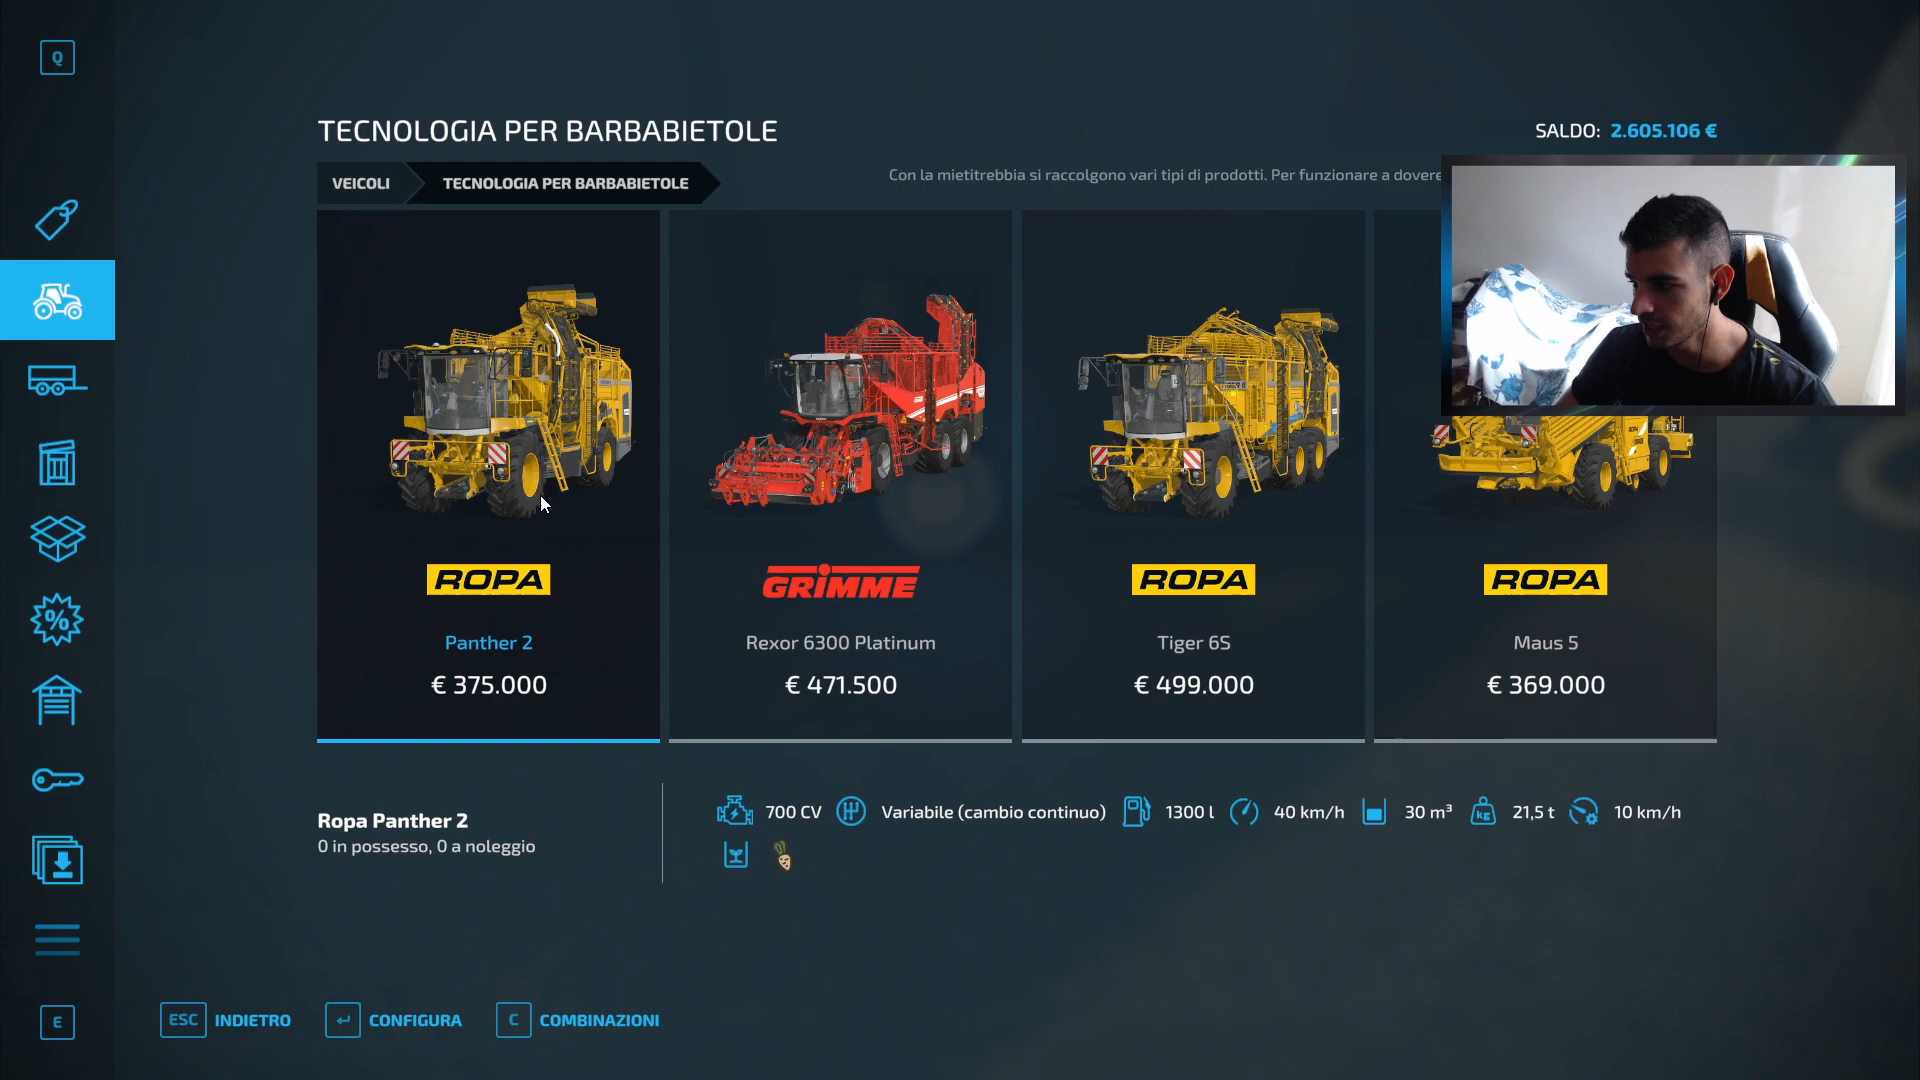 Q
TECNOLOGIA PER BARBABIETOLE
SALDO: 2.605.106 €
VEICOLI
TECNOLOGIA PER BARBABIETOLE
Con la mietitrebbia si raccolgono vari tipi di prodotti. Per funzionare a dovere
ROPA
GRIMME
ROPA
ROPA
Panther 2
Rexor 6300 Platinum
Tiger 6S
Maus 5
€ 375.000
€ 471.500
€ 499.000
€ 369.000
Ropa Panther 2
0 in possesso, 0 a noleggio
700 CV
Variabile (cambio continuo)
1300 l
40 km/h
30 m³
kg
21,5 t
10 km/h
E
ESC INDIETRO
CONFIGURA
C COMBINAZIONI